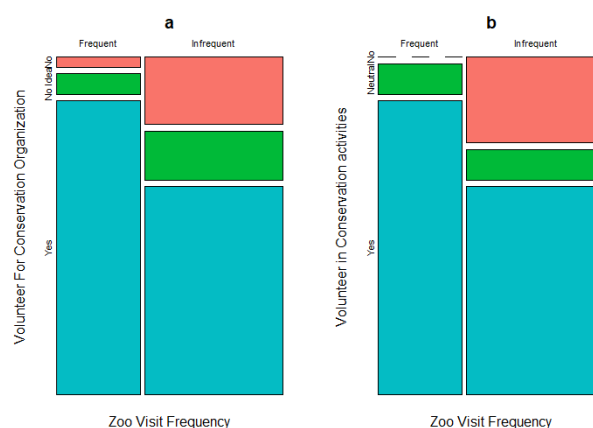 a
Frequent
Infrequent
Volunteer For Conservation Organization
No
No Idea
Yes
Zoo Visit Frequency
b
Frequent
Infrequent
Volunteer in Conservation activities
No
Neutral
Yes
Zoo Visit Frequency